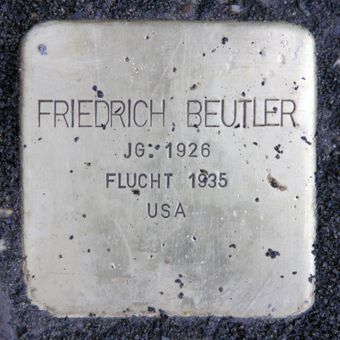 FRIEDRICH BEUTLER
JG. 1926
FLUCHT 1935
USA